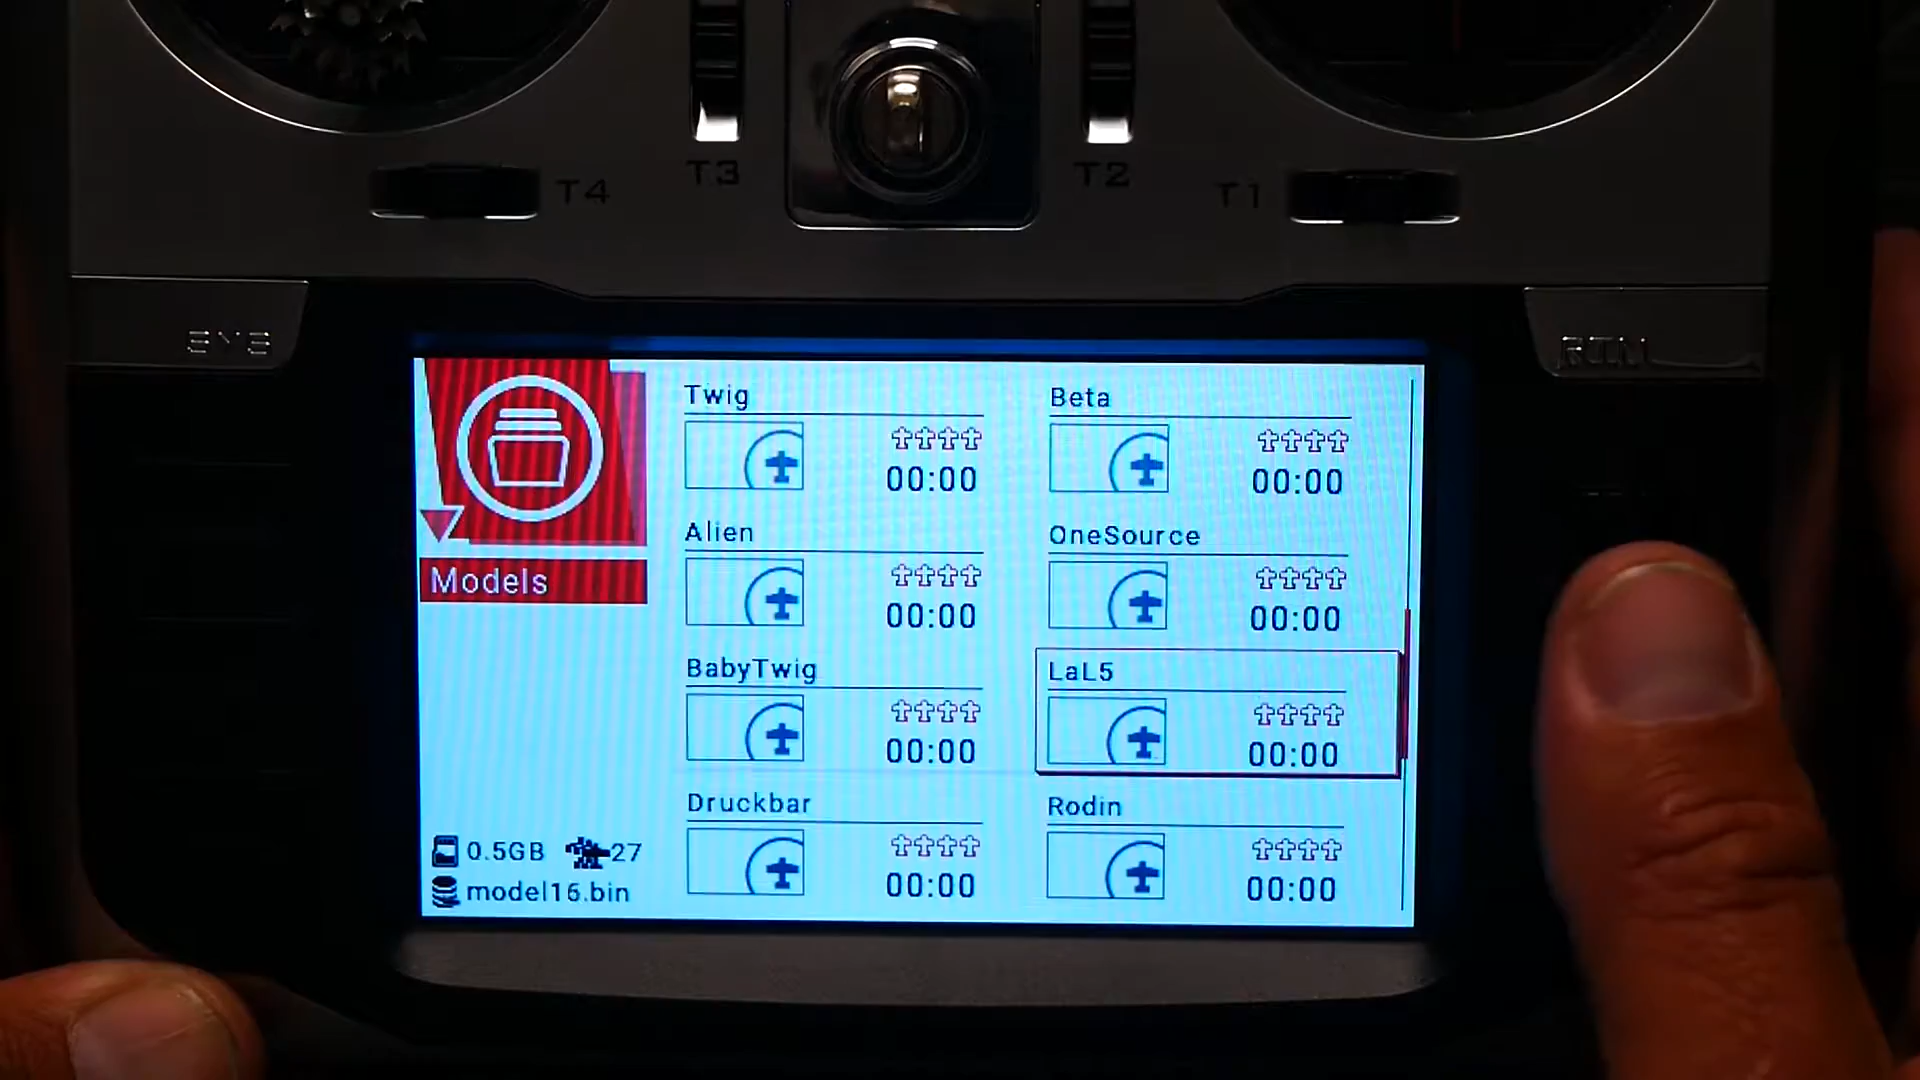 T4
T3
T2
T1
SYS
RTN
Models
Twig
00:00
Beta
00:00
Alien
00:00
OneSource
00:00
BabyTwig
00:00
LaL5
00:00
Druckbar
00:00
Rodin
00:00
0.5GB 27
model16.bin